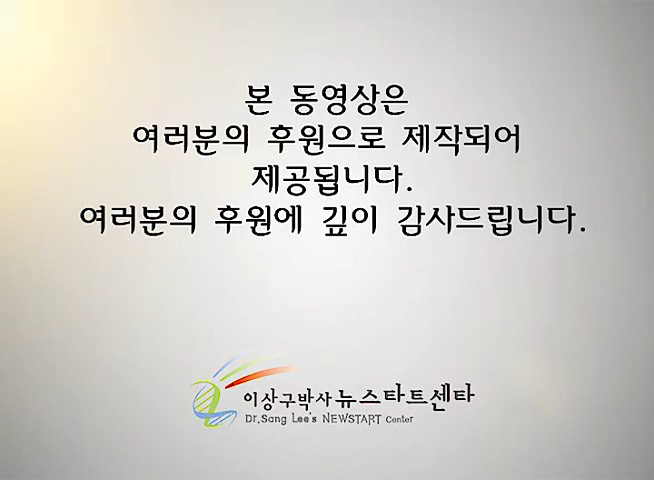 본 동영상은
여러분의 후원으로 제작되어
제공됩니다.
여러분의 후원에 깊이 감사드립니다.
이상구박사 뉴스타트센타
Dr.Sang Lee's NEWSTART Center